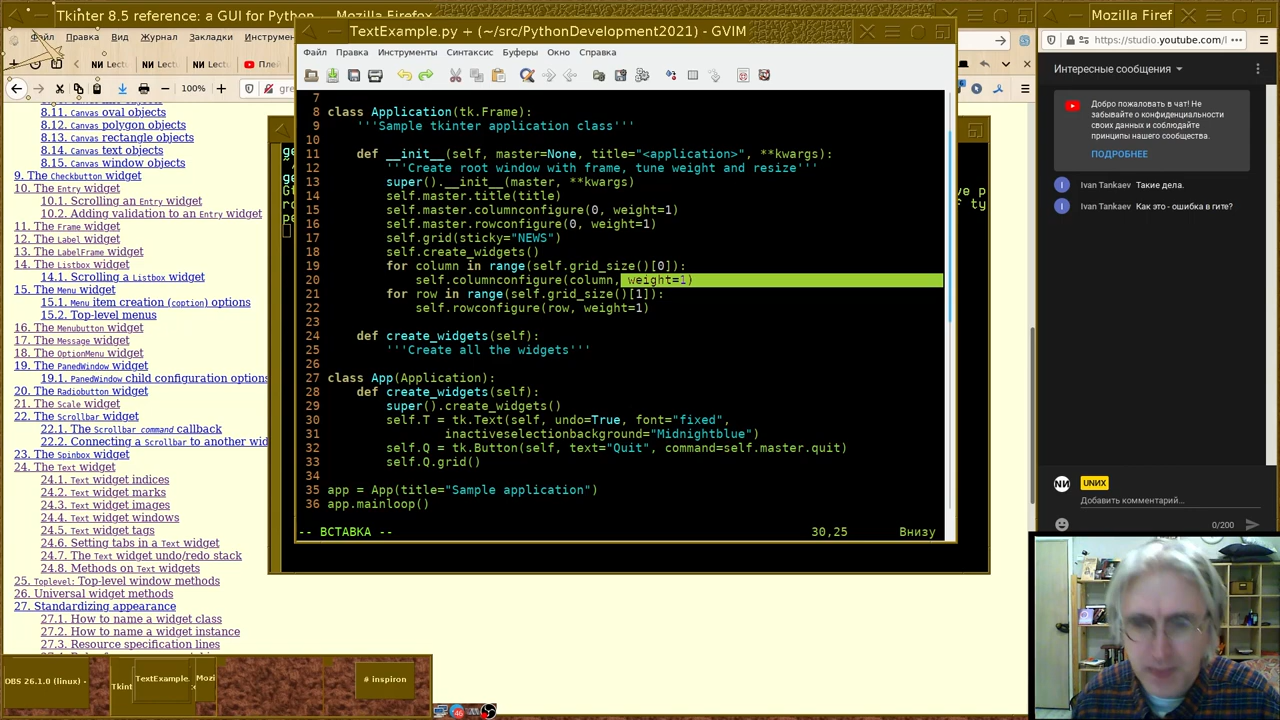 Tkinter 8.5 reference: a GUI for Python — Mozilla Firefox
Файл Правка Вид Журнал Закладки Инструмен
100%
8.11. Canvas oval objects
8.12. Canvas polygon objects
8.13. Canvas rectangle objects
8.14. Canvas text objects
8.15. Canvas window objects
9. The Checkbutton widget
10. The Entry widget
10.1. Scrolling an Entry widget
10.2. Adding validation to an Entry widget
11. The Frame widget
12. The Label widget
13. The LabelFrame widget
14. The Listbox widget
14.1. Scrolling a Listbox widget
15. The Menu widget
15.1. Menu item creation (coption) options
15.2. Top-level menus
16. The Menubutton widget
17. The Message widget
18. The OptionMenu widget
19. The PanedWindow widget
19.1. PanedWindow child configuration options
20. The Radiobutton widget
21. The Scale widget
22. The Scrollbar widget
22.1. The Scrollbar command callback
22.2. Connecting a Scrollbar to another wid
23. The Spinbox widget
24. The Text widget
24.1. Text widget indices
24.2. Text widget marks
24.3. Text widget images
24.4. Text widget windows
24.5. Text widget tags
24.6. Setting tabs in a Text widget
24.7. The Text widget undo/redo stack
24.8. Methods on Text widgets
25. Toplevel: Top-level window methods
26. Universal widget methods
27. Standardizing appearance
27.1. How to name a widget class
27.2. How to name a widget instance
27.3. Resource specification lines
TextExample.py + (~/src/PythonDevelopment2021) - GVIM
Файл Правка Инструменты Синтаксис Буферы Окно Справка
7
8 class Application(tk.Frame):
9     '''Sample tkinter application class'''
10
11     def __init__(self, master=None, title="<application>", **kwargs):
12         '''Create root window with frame, tune weight and resize'''
13         super().__init__(master, **kwargs)
14         self.master.title(title)
15         self.master.columnconfigure(0, weight=1)
16         self.master.rowconfigure(0, weight=1)
17         self.grid(sticky="NEWS")
18         self.create_widgets()
19         for column in range(self.grid_size()[0]):
20             self.columnconfigure(column, weight=1)
21         for row in range(self.grid_size()[1]):
22             self.rowconfigure(row, weight=1)
23
24     def create_widgets(self):
25         '''Create all the widgets'''
26
27 class App(Application):
28     def create_widgets(self):
29         super().create_widgets()
30         self.T = tk.Text(self, undo=True, font="fixed",
31                 inactiveselectionbackground="Midnightblue")
32         self.Q = tk.Button(self, text="Quit", command=self.master.quit)
33         self.Q.grid()
34
35 app = App(title="Sample application")
36 app.mainloop()
-- ВСТАВКА --
30,25
Внизу
Mozilla Firef
https://studio.youtube.com/l
Интересные сообщения
Добро пожаловать в чат! Не
забывайте о конфиденциальности
своих данных и соблюдайте
принципы нашего сообщества.
ПОДРОБНЕЕ
I Ivan Tankaev Такие дела.
I Ivan Tankaev Как это - ошибка в гите?
UNИX
Добавить комментарий...
0/200
OBS 26.1.0 (linux) -
Tkint
TextExample.
Mozi
# inspiron